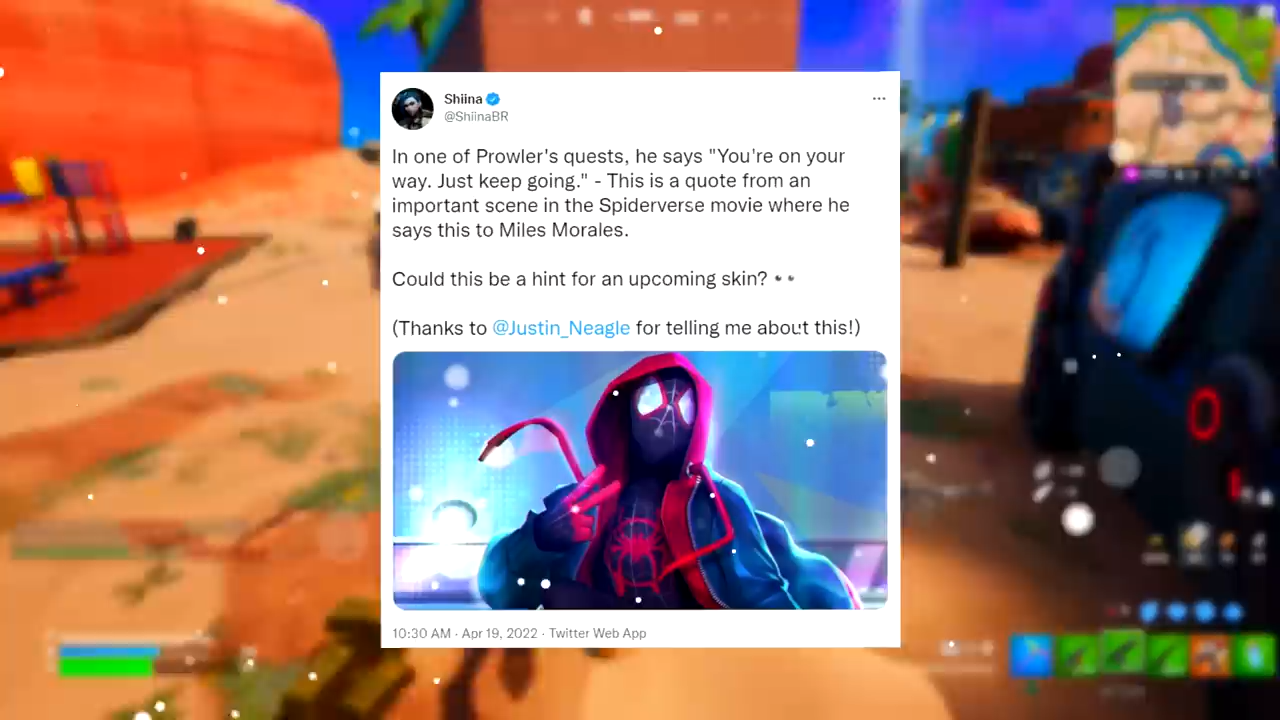 Shiina
@ShiinaBR
In one of Prowler's quests, he says "You're on your
way. Just keep going." - This is a quote from an
important scene in the Spiderverse movie where he
says this to Miles Morales.
Could this be a hint for an upcoming skin? 👀
(Thanks to @Justin_Neagle for telling me about this!)
10:30 AM · Apr 19, 2022 · Twitter Web App